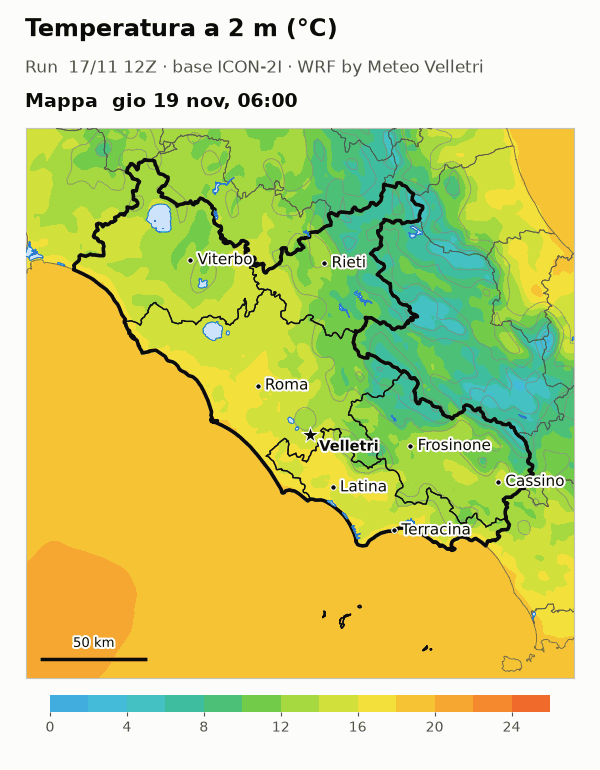 Temperatura a 2 m (°C)
Run  17/11 12Z · base ICON-2I · WRF by Meteo Velletri
Mappa  gio 19 nov, 06:00
Viterbo
Rieti
Roma
Velletri
Frosinone
Latina
Cassino
Terracina
50 km
0 4 8 12 16 20 24